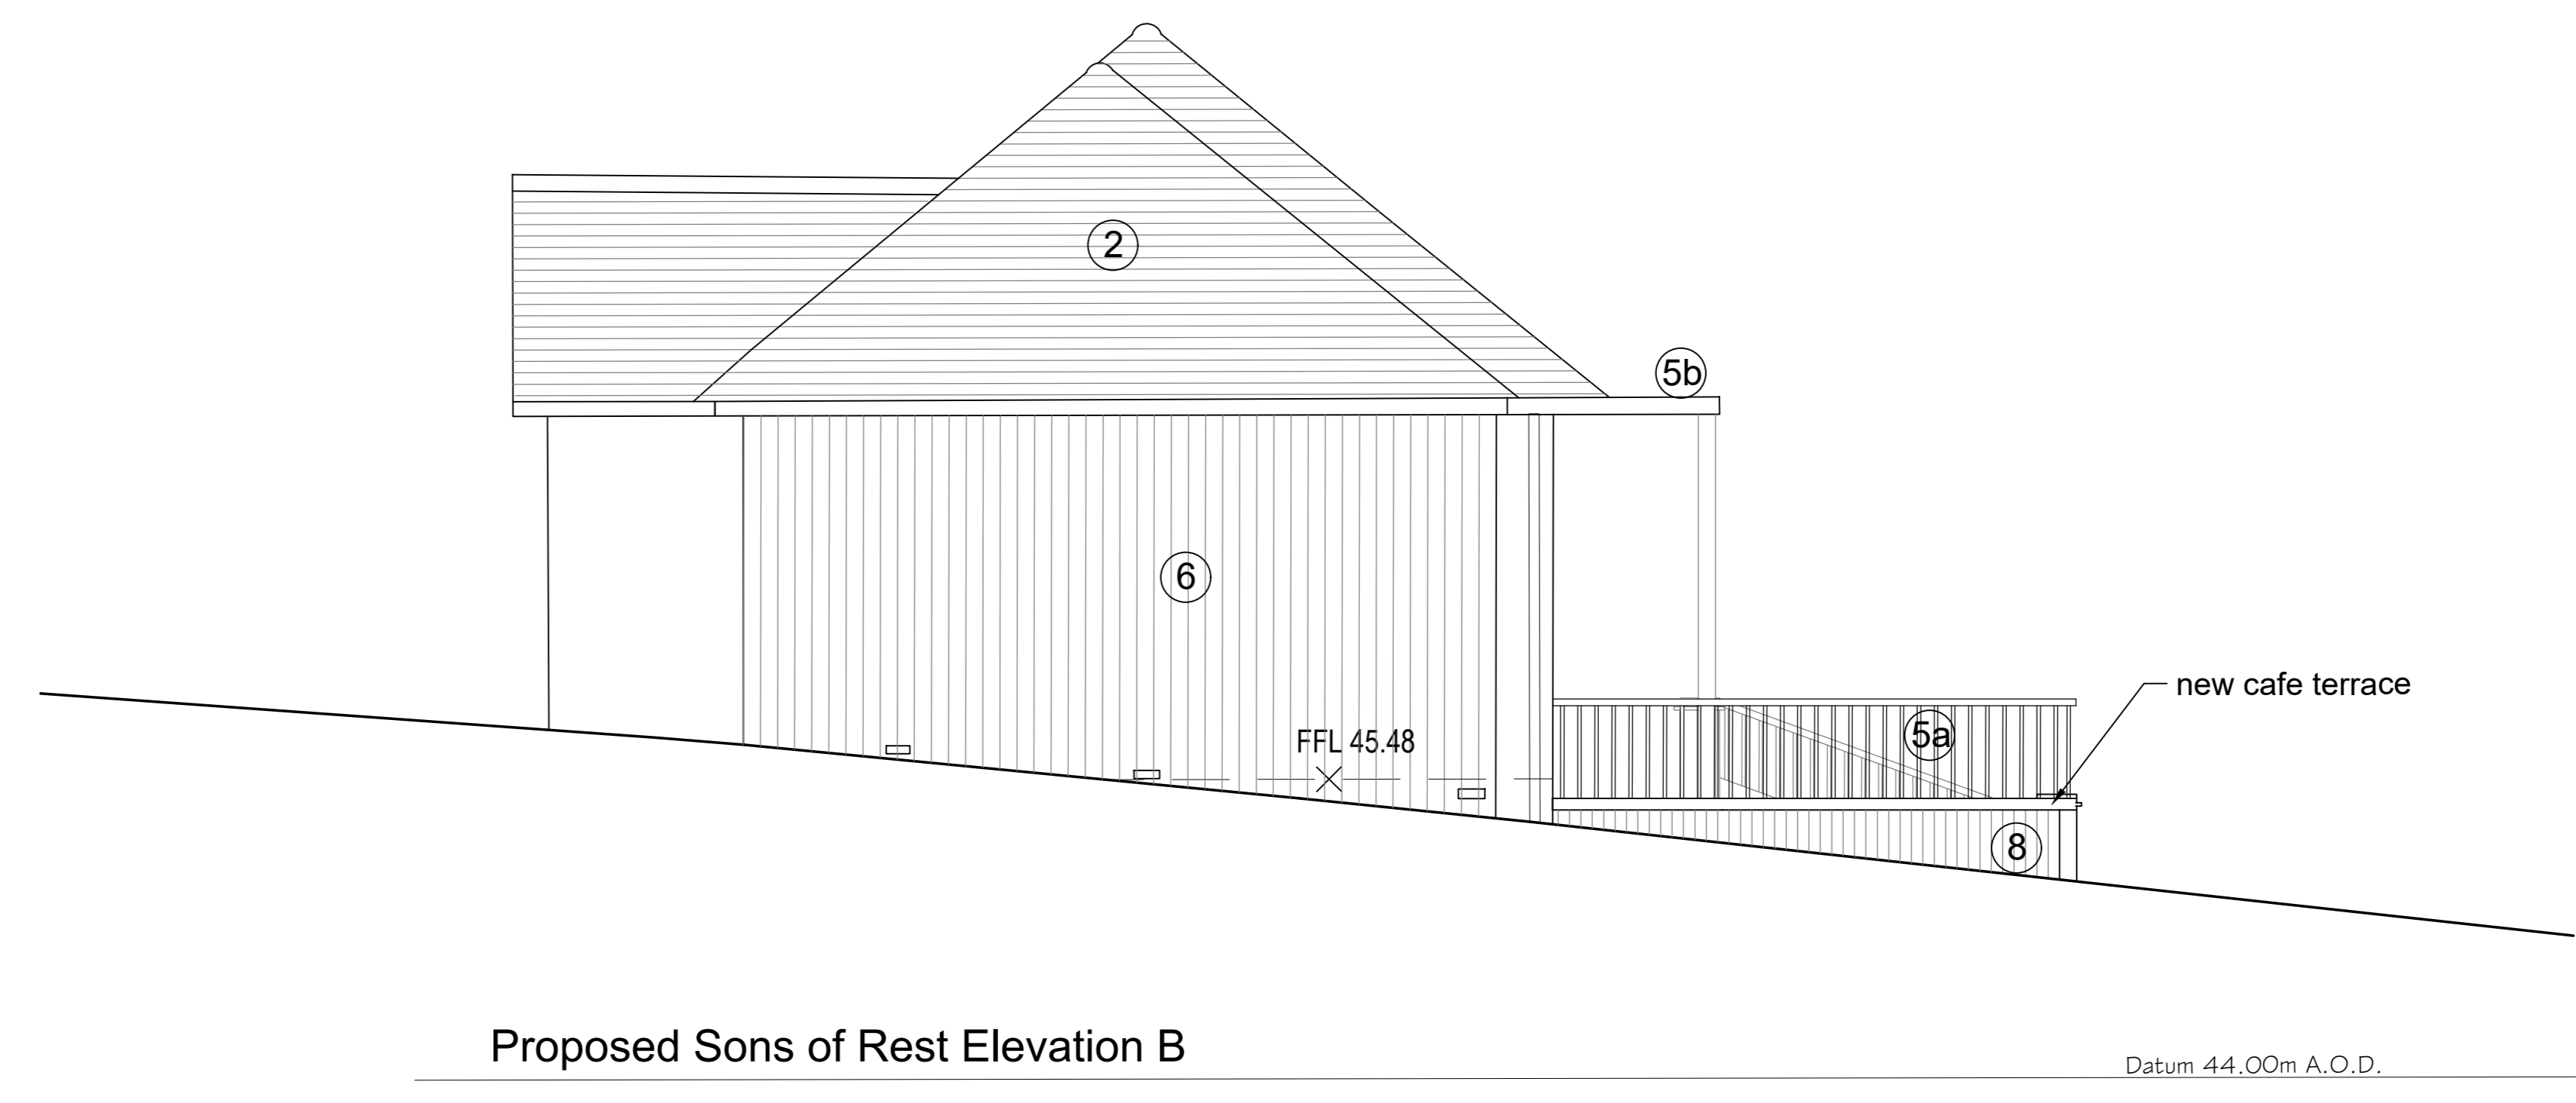 2
5b
6
new cafe terrace
5a
FFL 45.48
8
Proposed Sons of Rest Elevation B
Datum 44.00m A.O.D.